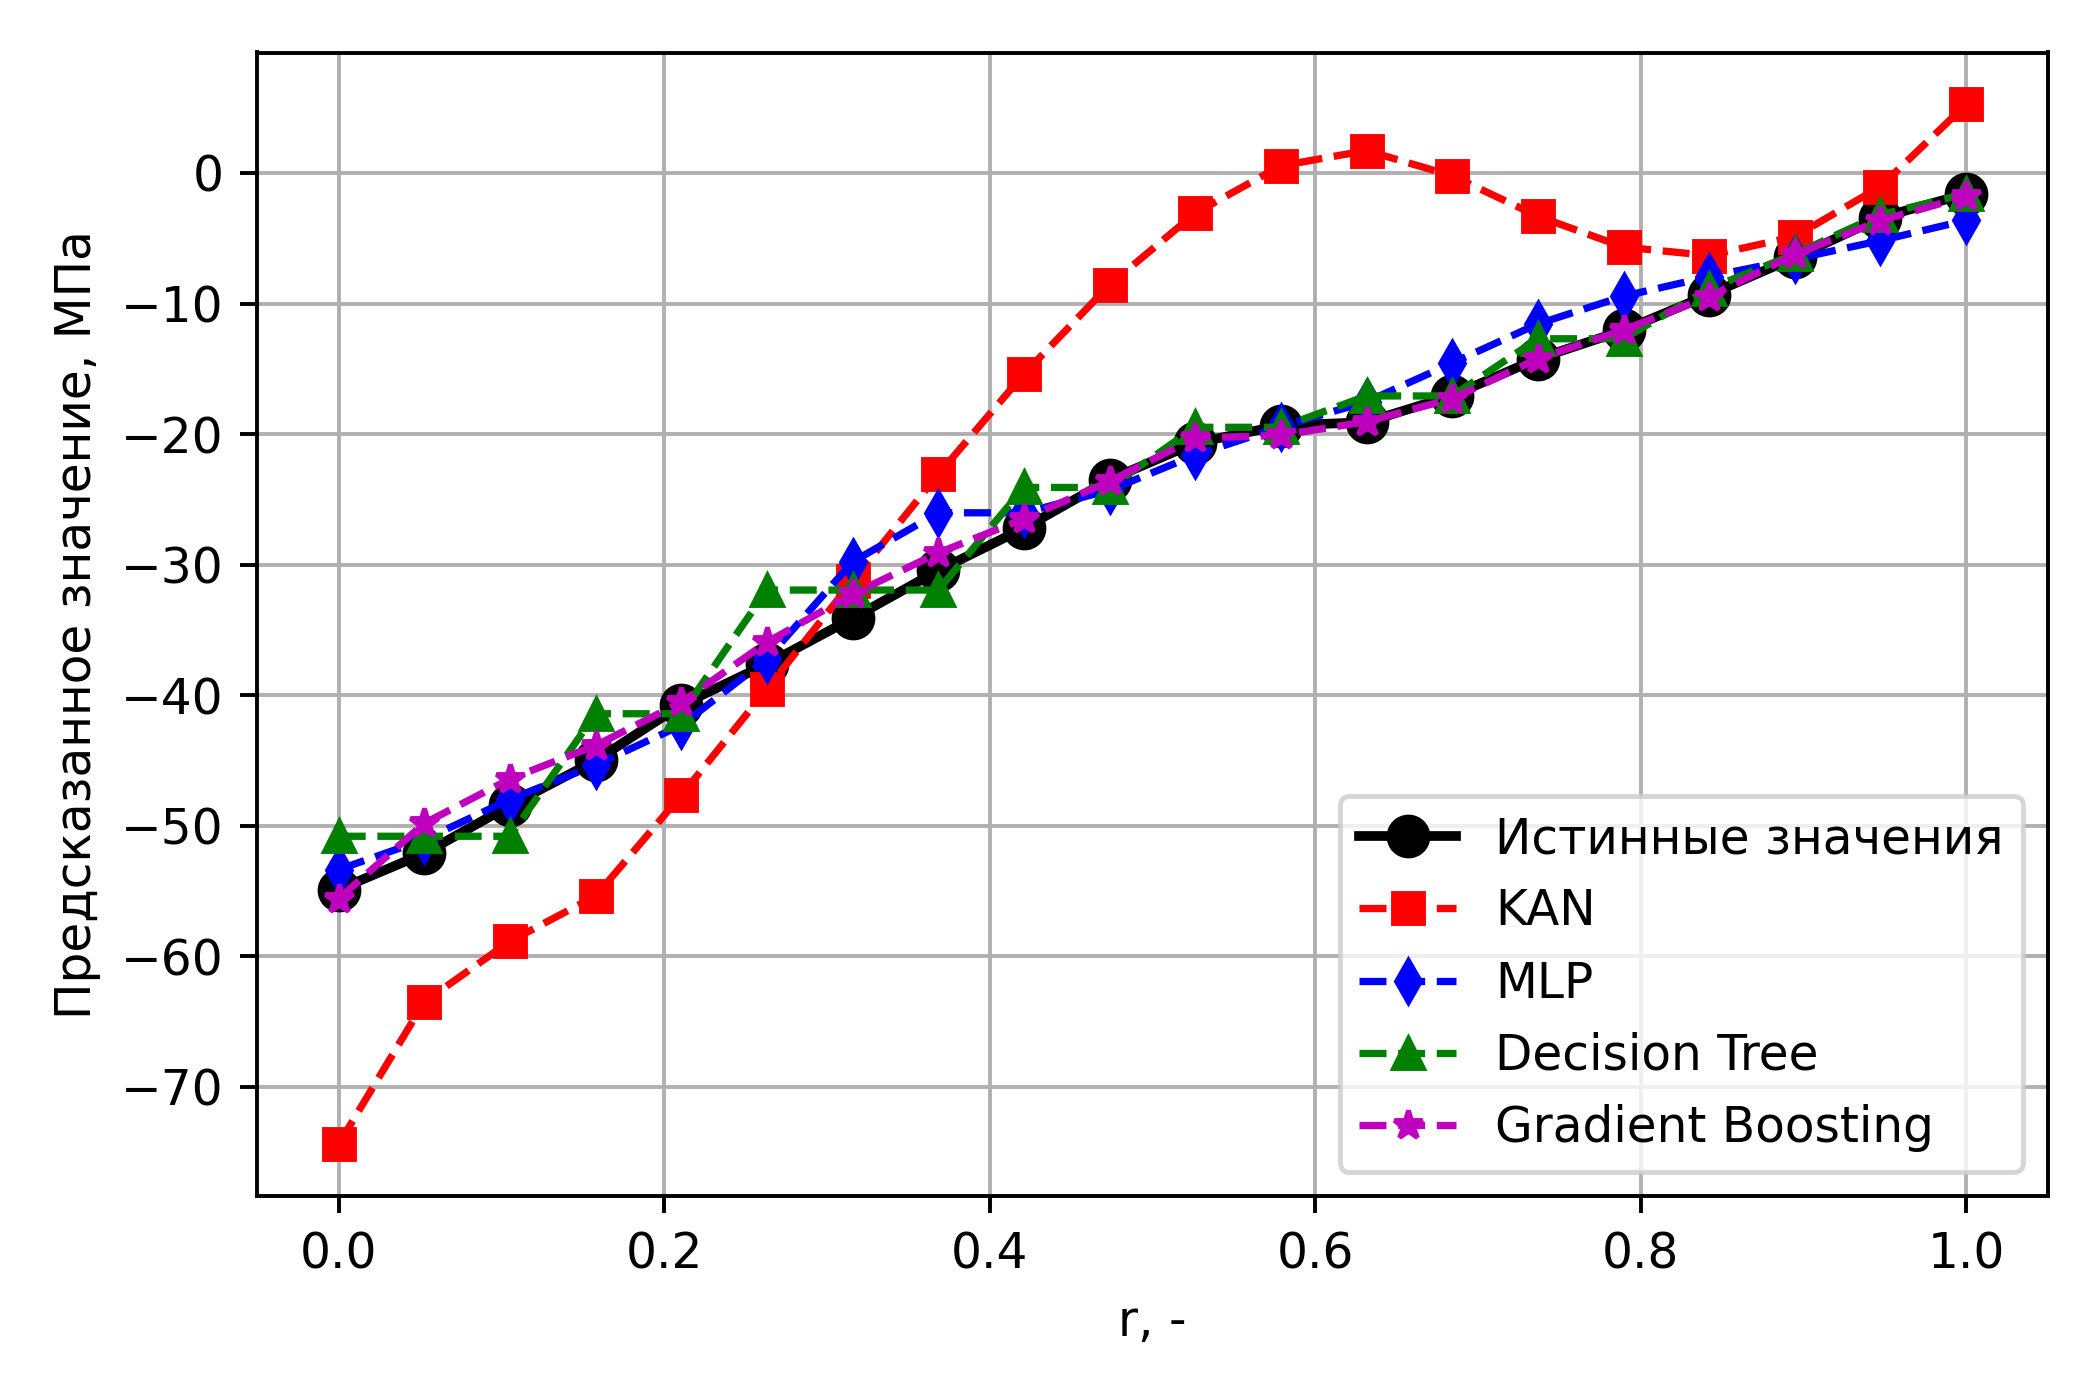 Предсказанное значение, МПа
0
−10
−20
−30
−40
−50
−60
−70
0.0 0.2 0.4 0.6 0.8 1.0
r, -
Истинные значения
KAN
MLP
Decision Tree
Gradient Boosting